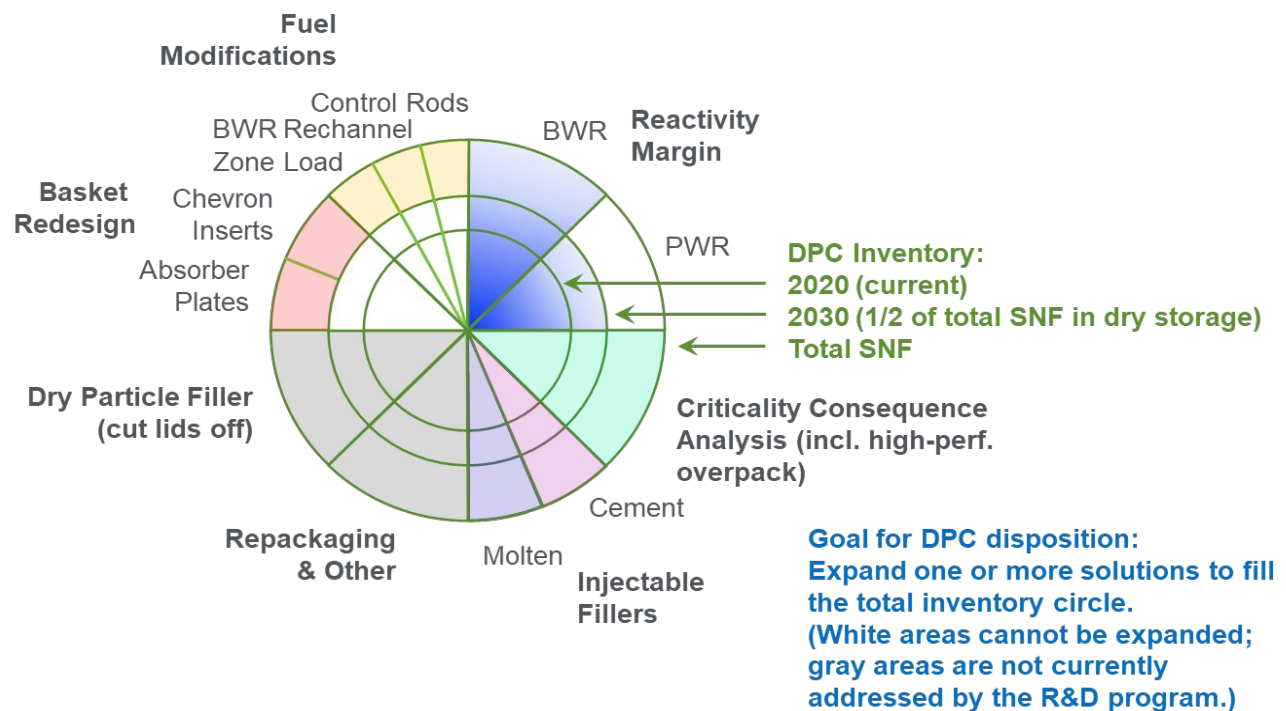 Fuel
Modifications
Control Rods
BWR Rechannel
Zone Load
BWR
Reactivity
Margin
Basket
Redesign
Chevron
Inserts
Absorber
Plates
PWR
DPC Inventory:
2020 (current)
2030 (1/2 of total SNF in dry storage)
Total SNF
Dry Particle Filler
(cut lids off)
Criticality Consequence
Analysis (incl. high-perf.
overpack)
Cement
Repackaging
& Other
Molten
Injectable
Fillers
Goal for DPC disposition:
Expand one or more solutions to fill
the total inventory circle.
(White areas cannot be expanded;
gray areas are not currently
addressed by the R&D program.)